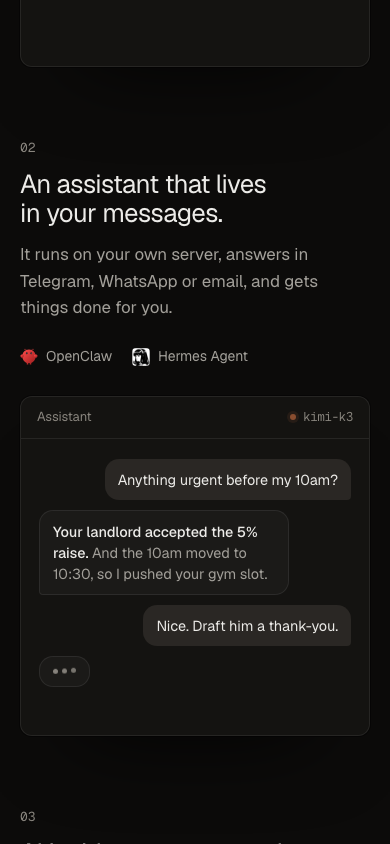 02
An assistant that lives
in your messages.
It runs on your own server, answers in
Telegram, WhatsApp or email, and gets
things done for you.
OpenClaw
Hermes Agent
Assistant
kimi-k3
Anything urgent before my 10am?
Your landlord accepted the 5%
raise. And the 10am moved to
10:30, so I pushed your gym slot.
Nice. Draft him a thank-you.
03